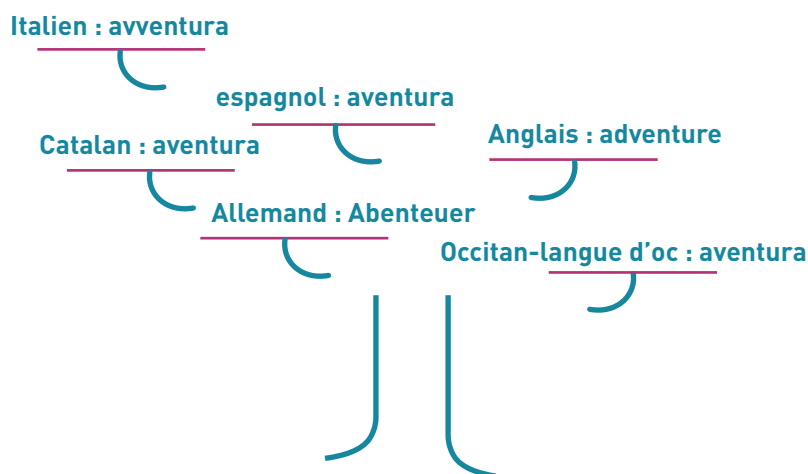 Italien : avventura
espagnol : aventura
Anglais : adventure
Catalan : aventura
Allemand : Abenteuer
Occitan-langue d'oc : aventura